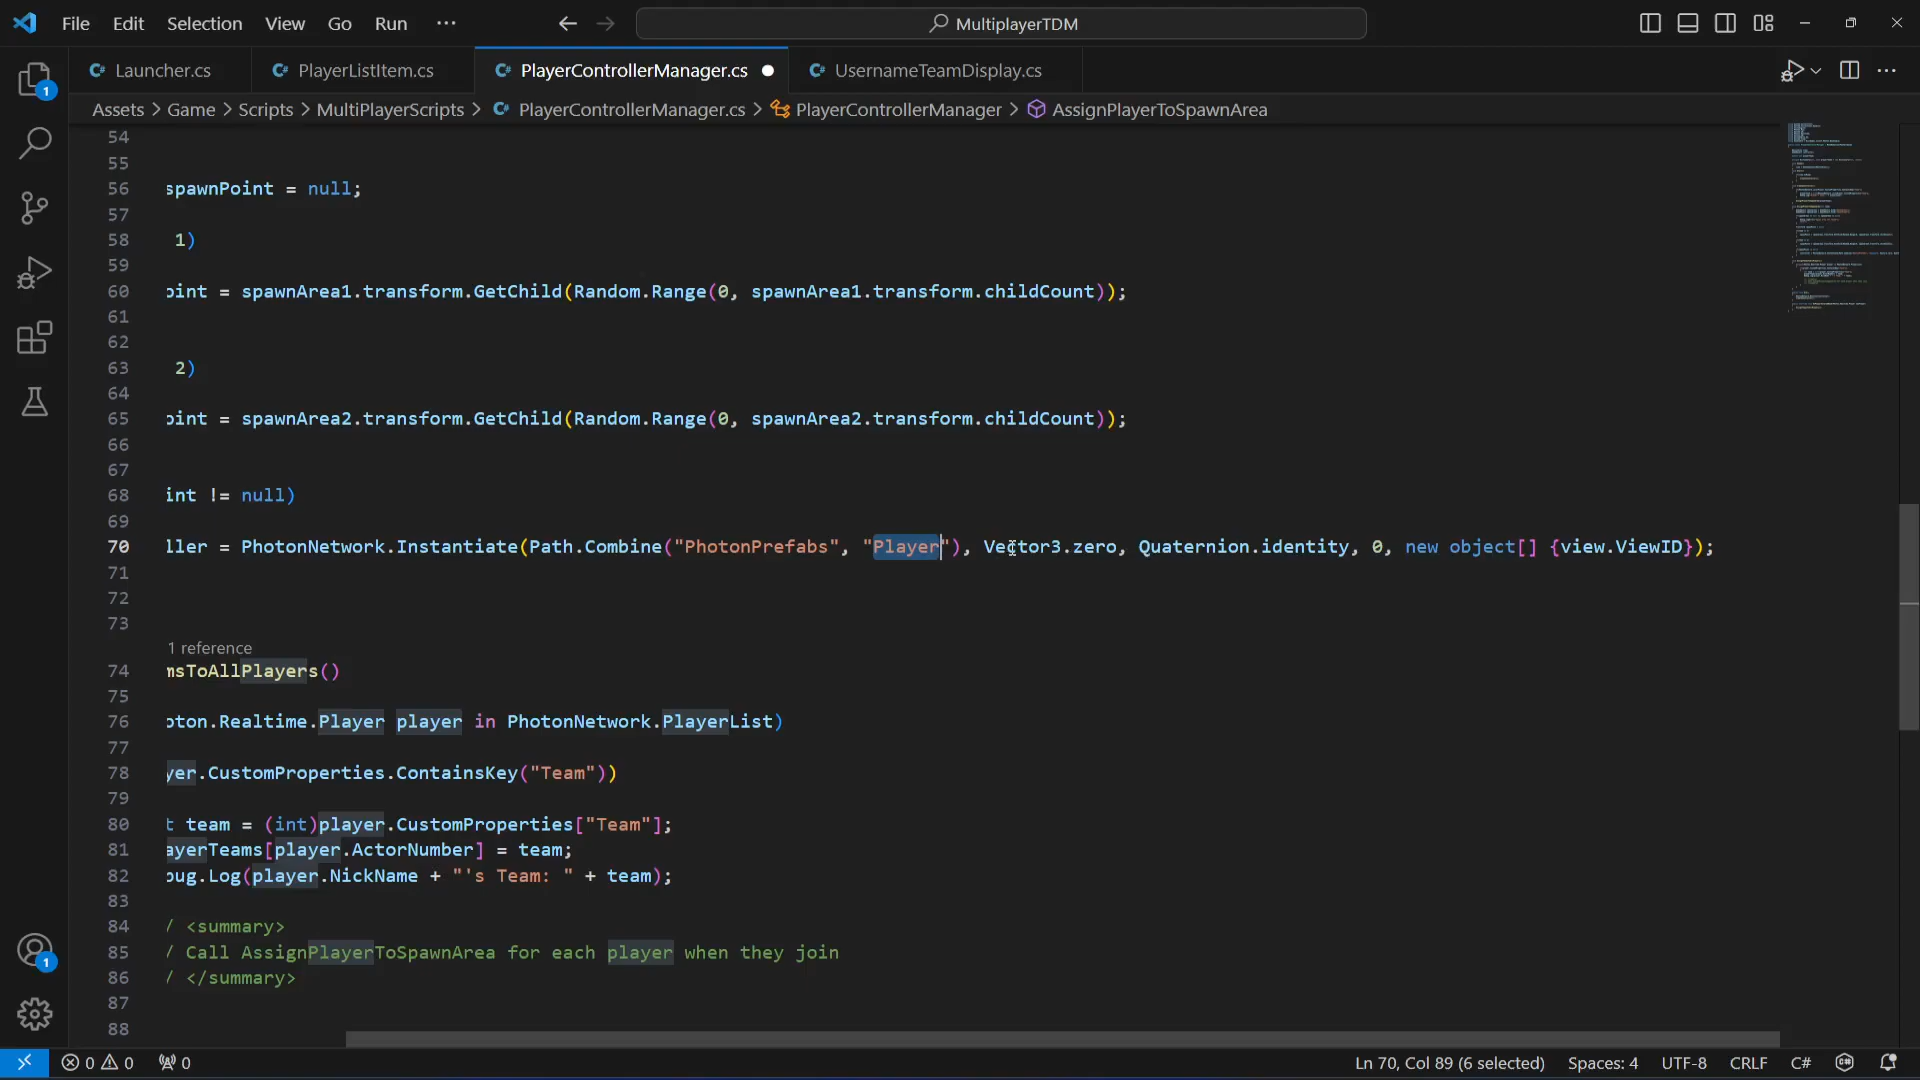 File Edit Selection View Go Run ··· MultiplayerTDM
Launcher.cs PlayerListItem.cs PlayerControllerManager.cs UsernameTeamDisplay.cs
Assets > Game > Scripts > MultiPlayerScripts > PlayerControllerManager.cs > PlayerControllerManager > AssignPlayerToSpawnArea
54
55
56 spawnPoint = null;
57
58 1)
59
60 oint = spawnArea1.transform.GetChild(Random.Range(0, spawnArea1.transform.childCount));
61
62
63 2)
64
65 oint = spawnArea2.transform.GetChild(Random.Range(0, spawnArea2.transform.childCount));
66
67
68 int != null)
69
70 ller = PhotonNetwork.Instantiate(Path.Combine("PhotonPrefabs", "Player"), Vector3.zero, Quaternion.identity, 0, new object[] {view.ViewID});
71
72
73
1 reference
74 msToAllPlayers()
75
76 oton.Realtime.Player player in PhotonNetwork.PlayerList)
77
78 yer.CustomProperties.ContainsKey("Team"))
79
80 t team = (int)player.CustomProperties["Team"];
81 ayerTeams[player.ActorNumber] = team;
82 bug.Log(player.NickName + "'s Team: " + team);
83
84 / <summary>
85 / Call AssignPlayerToSpawnArea for each player when they join
86 / </summary>
87
88
1
1
0 0 0 Ln 70, Col 89 (6 selected) Spaces: 4 UTF-8 CRLF C#